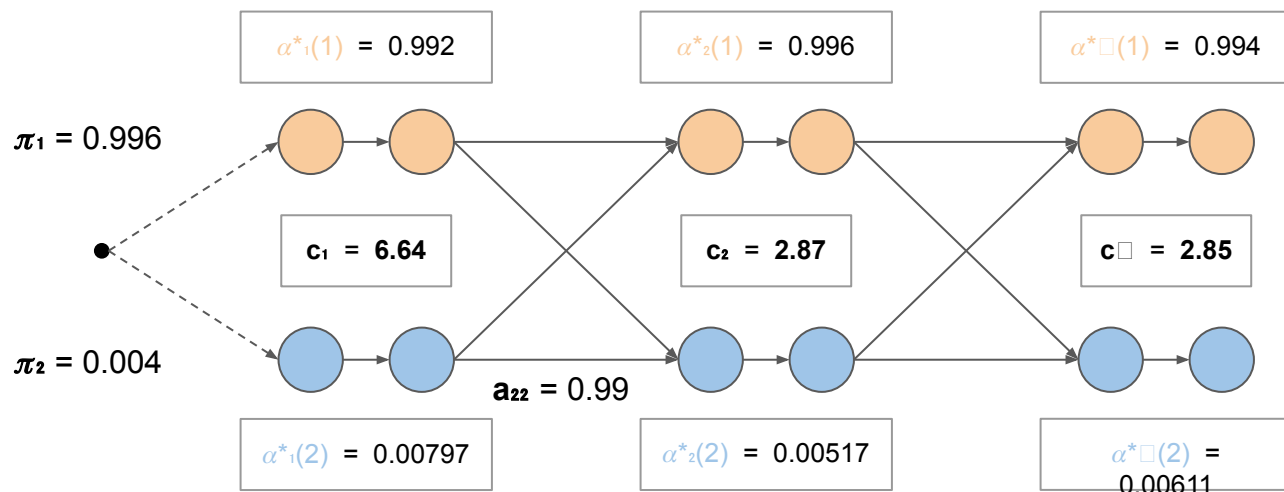 α*₁(1) = 0.992
α*₂(1) = 0.996
α*□(1) = 0.994
π₁ = 0.996
c₁ = 6.64
c₂ = 2.87
c□ = 2.85
π₂ = 0.004
a₂₂ = 0.99
α*₁(2) = 0.00797
α*₂(2) = 0.00517
α*□(2) =
0.00611